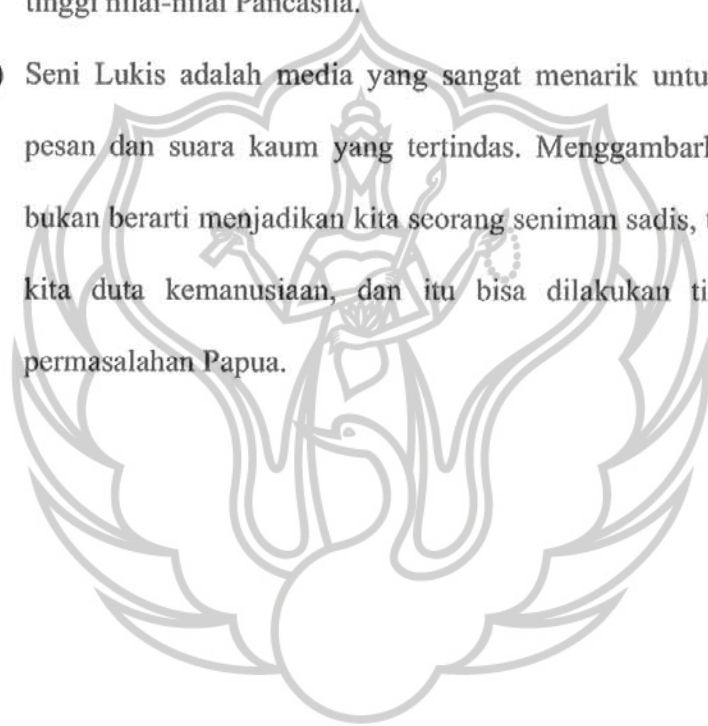 tinggi nilai-nilai Pancasila.
) Seni Lukis adalah media yang sangat menarik untu
pesan dan suara kaum yang tertindas. Menggambar
bukan berarti menjadikan kita seorang seniman sadis,
kita duta kemanusiaan, dan itu bisa dilakukan ti
permasalahan Papua.